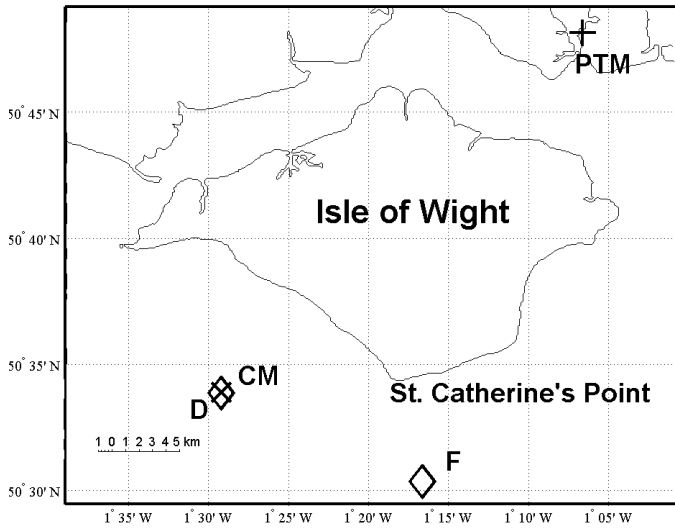 PTM
50° 45' N
Isle of Wight
50° 40' N
50° 35' N
CM
D
St. Catherine's Point
1 0 1 2 3 4 5 km
F
50° 30' N
1° 35' W 1° 30' W 1° 25' W 1° 20' W 1° 15' W 1° 10' W 1° 05' W